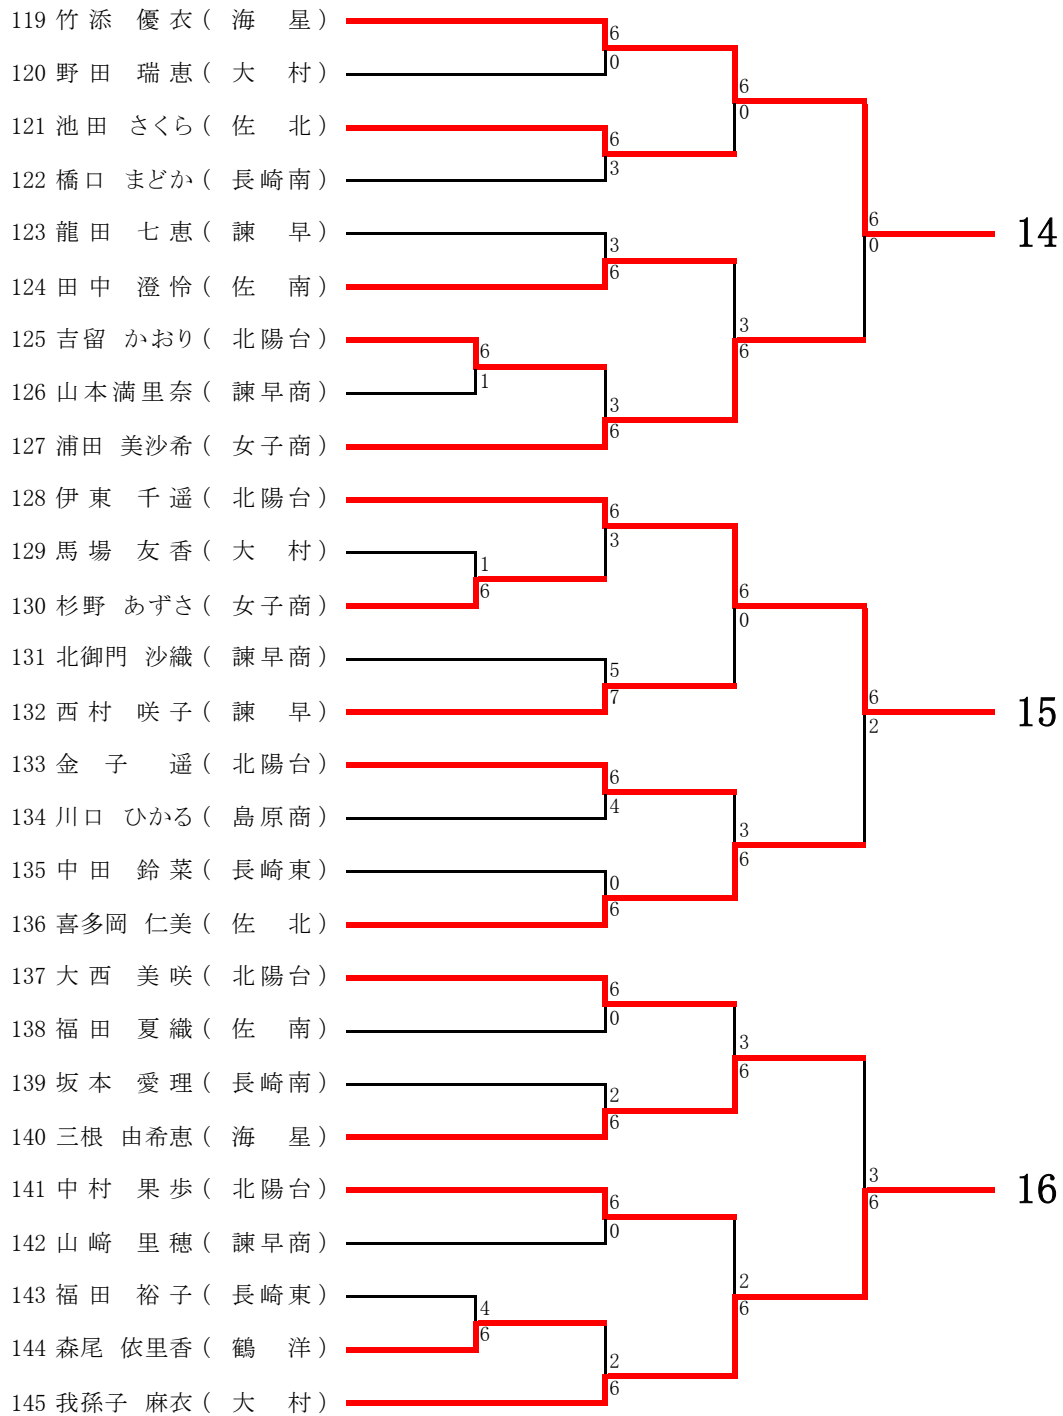 119 竹添 優衣 ( 海 星 )
6
0
120 野田 瑞恵 ( 大 村 )
6
0
121 池田 さくら ( 佐 北 )
6
3
122 橋口 まどか ( 長崎南 )
6
0
14
123 龍田 七恵 ( 諫 早 )
3
6
124 田中 澄怜 ( 佐 南 )
3
6
125 吉留 かおり ( 北陽台 )
6
1
126 山本満里奈 ( 諫早商 )
3
6
127 浦田 美沙希 ( 女子商 )
128 伊東 千遥 ( 北陽台 )
6
3
129 馬場 友香 ( 大 村 )
1
6
130 杉野 あずさ ( 女子商 )
6
0
131 北御門 沙織 ( 諫早商 )
5
7
132 西村 咲子 ( 諫 早 )
6
2
15
133 金子 遥 ( 北陽台 )
6
4
134 川口 ひかる ( 島原商 )
3
6
135 中田 鈴菜 ( 長崎東 )
0
6
136 喜多岡 仁美 ( 佐 北 )
137 大西 美咲 ( 北陽台 )
6
0
138 福田 夏織 ( 佐 南 )
3
6
139 坂本 愛理 ( 長崎南 )
2
6
140 三根 由希恵 ( 海 星 )
3
6
16
141 中村 果歩 ( 北陽台 )
6
0
142 山﨑 里穂 ( 諫早商 )
2
6
143 福田 裕子 ( 長崎東 )
4
6
144 森尾 依里香 ( 鶴 洋 )
2
6
145 我孫子 麻衣 ( 大 村 )